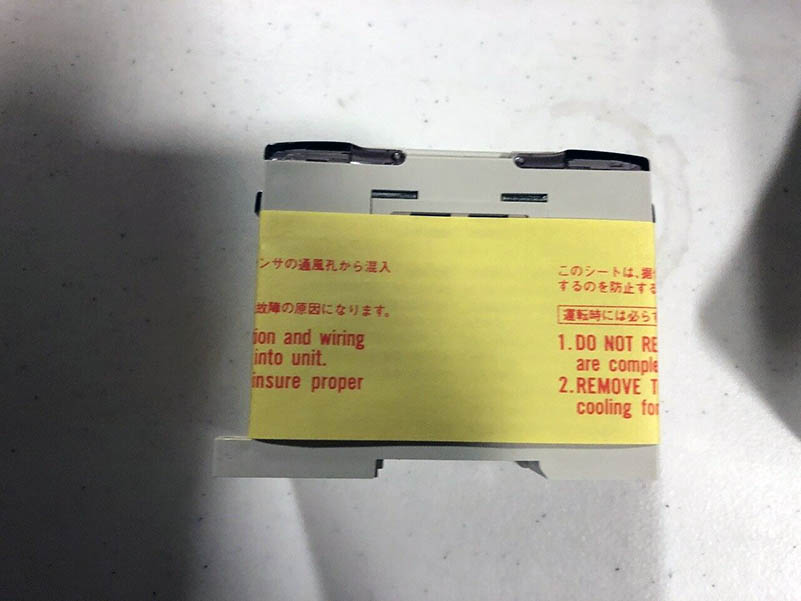 ンサの通風孔から混入
故障の原因になります。
ion and wiring
into unit.
insure proper
このシートは、据
するのを防止する
運転時には必らず
1. DO NOT RE
are comple
2. REMOVE T
cooling for